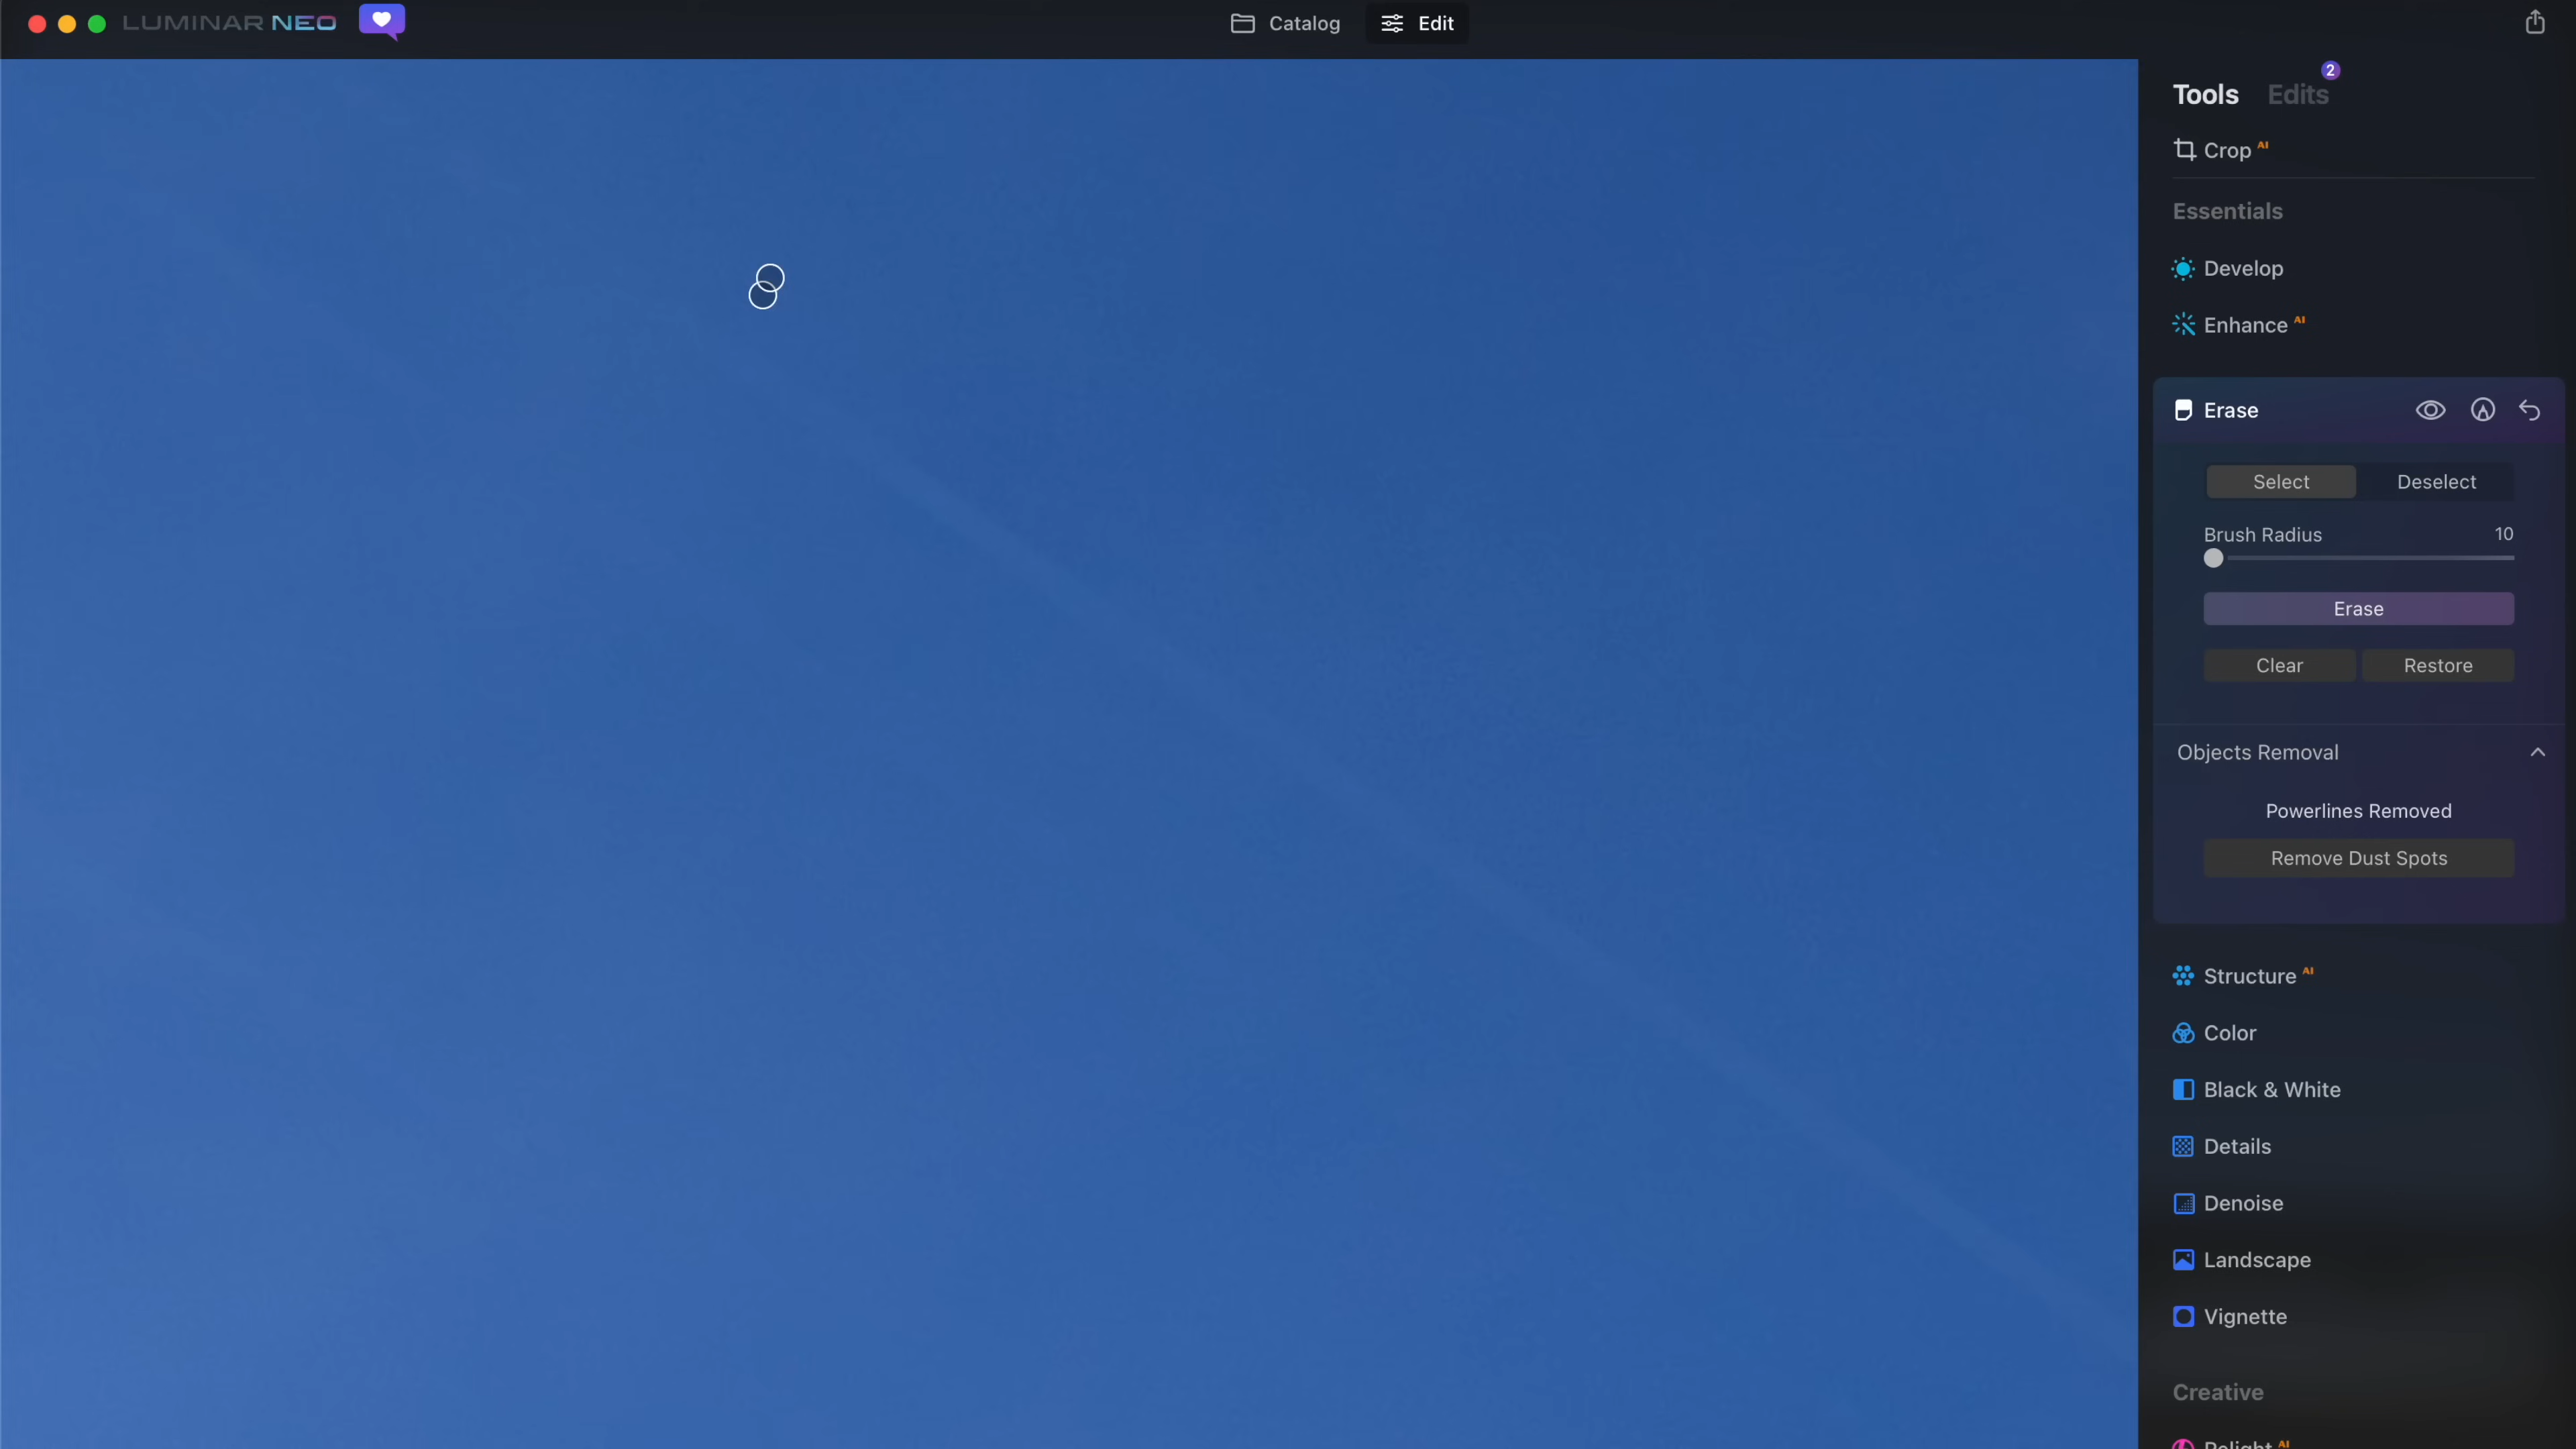 LUMINAR NEO
Catalog
Edit
Tools
Edits
2
Crop AI
Essentials
Develop
Enhance AI
Erase
Select
Deselect
Brush Radius
10
Erase
Clear
Restore
Objects Removal
Powerlines Removed
Remove Dust Spots
Structure AI
Color
Black & White
Details
Denoise
Landscape
Vignette
Creative
Relight AI